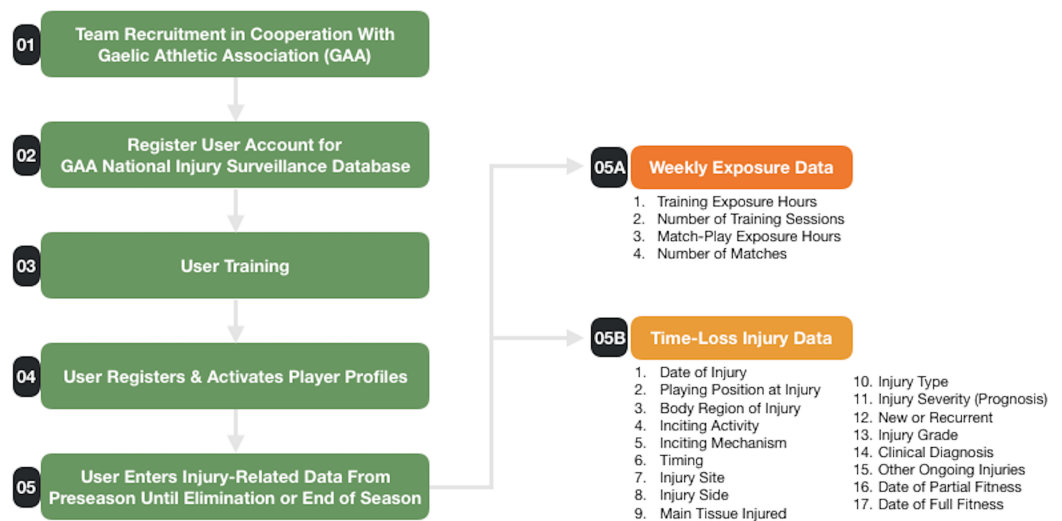 01
Team Recruitment in Cooperation With
Gaelic Athletic Association (GAA)
02
Register User Account for
GAA National Injury Surveillance Database
03
User Training
04
User Registers & Activates Player Profiles
05
User Enters Injury-Related Data From
Preseason Until Elimination or End of Season
05A
Weekly Exposure Data
1. Training Exposure Hours
2. Number of Training Sessions
3. Match-Play Exposure Hours
4. Number of Matches
05B
Time-Loss Injury Data
1. Date of Injury
2. Playing Position at Injury
3. Body Region of Injury
4. Inciting Activity
5. Inciting Mechanism
6. Timing
7. Injury Site
8. Injury Side
9. Main Tissue Injured
10. Injury Type
11. Injury Severity (Prognosis)
12. New or Recurrent
13. Injury Grade
14. Clinical Diagnosis
15. Other Ongoing Injuries
16. Date of Partial Fitness
17. Date of Full Fitness